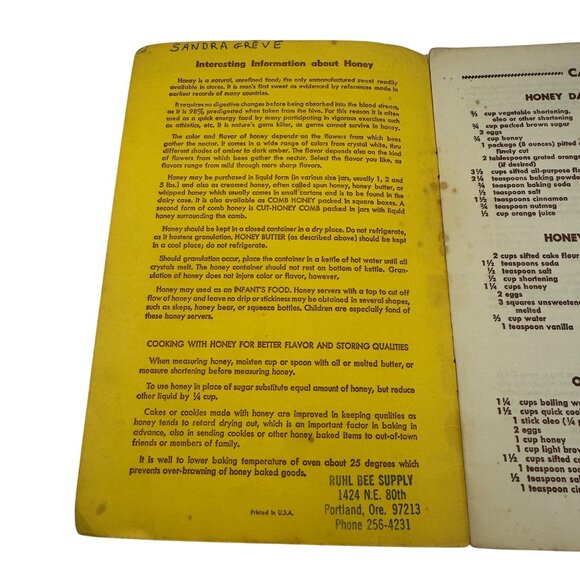 SANDRA GREVE
Interesting Information about Honey
Honey is a natural, unrefined food; the only unmanufactured sweet readily
available in stores. It is man's first sweet as evidenced by references made in
earliest records of many countries.
It requires no digestive changes before being absorbed into the blood stream,
as it is 98% predigested when taken from the hive. For this reason it is often
used as a quick energy food by many participating in vigorous exercises such
as athletics, etc. It is nature's germ killer, as germs cannot survive in honey.
The color and flavor of honey depends on the flowers from which bees
gather the nectar. It comes in a wide range of colors from crystal white, thru
different shades of amber to dark amber. The flavor depends also on the kind
of flowers from which bees gather the nectar. Select the flavor you like, as
flavors range from mild through more sharp flavors.
Honey may be purchased in liquid form (in various size jars, usually 1, 2 and
5 lbs.) and also as creamed honey, often called spun honey, honey butter, or
whipped honey which usually comes in small cartons and is to be found in the
dairy case. It is also available as COMB HONEY packed in square boxes. A
second form of comb honey is CUT-HONEY COMB packed in jars with liquid
honey surrounding the comb.
Honey should be kept in a closed container in a dry place. Do not refrigerate,
as it hastens granulation. HONEY BUTTER (as described above) should be kept
in a cool place; do not refrigerate.
Should granulation occur, place the container in a kettle of hot water until all
crystals melt. The honey container should not rest on bottom of kettle. Gran-
ulation of honey does not injure color or flavor, however.
Honey may used as an INFANT'S FOOD. Honey servers with a top to cut off
flow of honey and leave no drip or stickiness may be obtained in several shapes,
such as skeps, honey bear, or squeeze bottles. Children are especially fond of
these honey servers.
COOKING WITH HONEY FOR BETTER FLAVOR AND STORING QUALITIES
When measuring honey, moisten cup or spoon with oil or melted butter, or
measure shortening before measuring honey.
To use honey in place of sugar substitute equal amount of honey, but reduce
other liquid by ¼ cup.
Cakes or cookies made with honey are improved in keeping qualities as
honey tends to retard drying out, which is an important factor in baking in
advance, also in sending cookies or other honey baked items to out-of-town
friends or members of family.
It is well to lower baking temperature of oven about 25 degrees which
prevents over-browning of honey baked goods.
Printed in U.S.A.
RUHL BEE SUPPLY
1424 N.E. 80th
Portland, Ore. 97213
Phone 256-4231
CA
HONEY DA
⅔ cup vegetable shortening,
oleo or other shortening
¾ cup packed brown sugar
3 eggs
¾ cup honey
1 package (8 ounces) pitted
finely cut
2 tablespoons grated orange
(if desired)
3½ cups sifted all-purpose fl
2½ teaspoons baking powde
¾ teaspoon baking soda
½ teaspoon salt
1½ teaspoons cinnamon
¾ teaspoon nutmeg
½ cup orange juice
HONEY
2 cups sifted cake flour
1½ teaspoons soda
½ teaspoon salt
½ cup shortening
1¼ cups honey
2 eggs
3 squares unsweetene
melted
⅔ cup water
1 teaspoon vanilla
O
1¼ cups boiling wa
1½ cups quick cool
1 stick oleo (¼ p
2 eggs
1 cup honey
1 cup light brow
1½ cups sifted ca
1 teaspoon soda
½ teaspoon salt
1 teaspoon cin